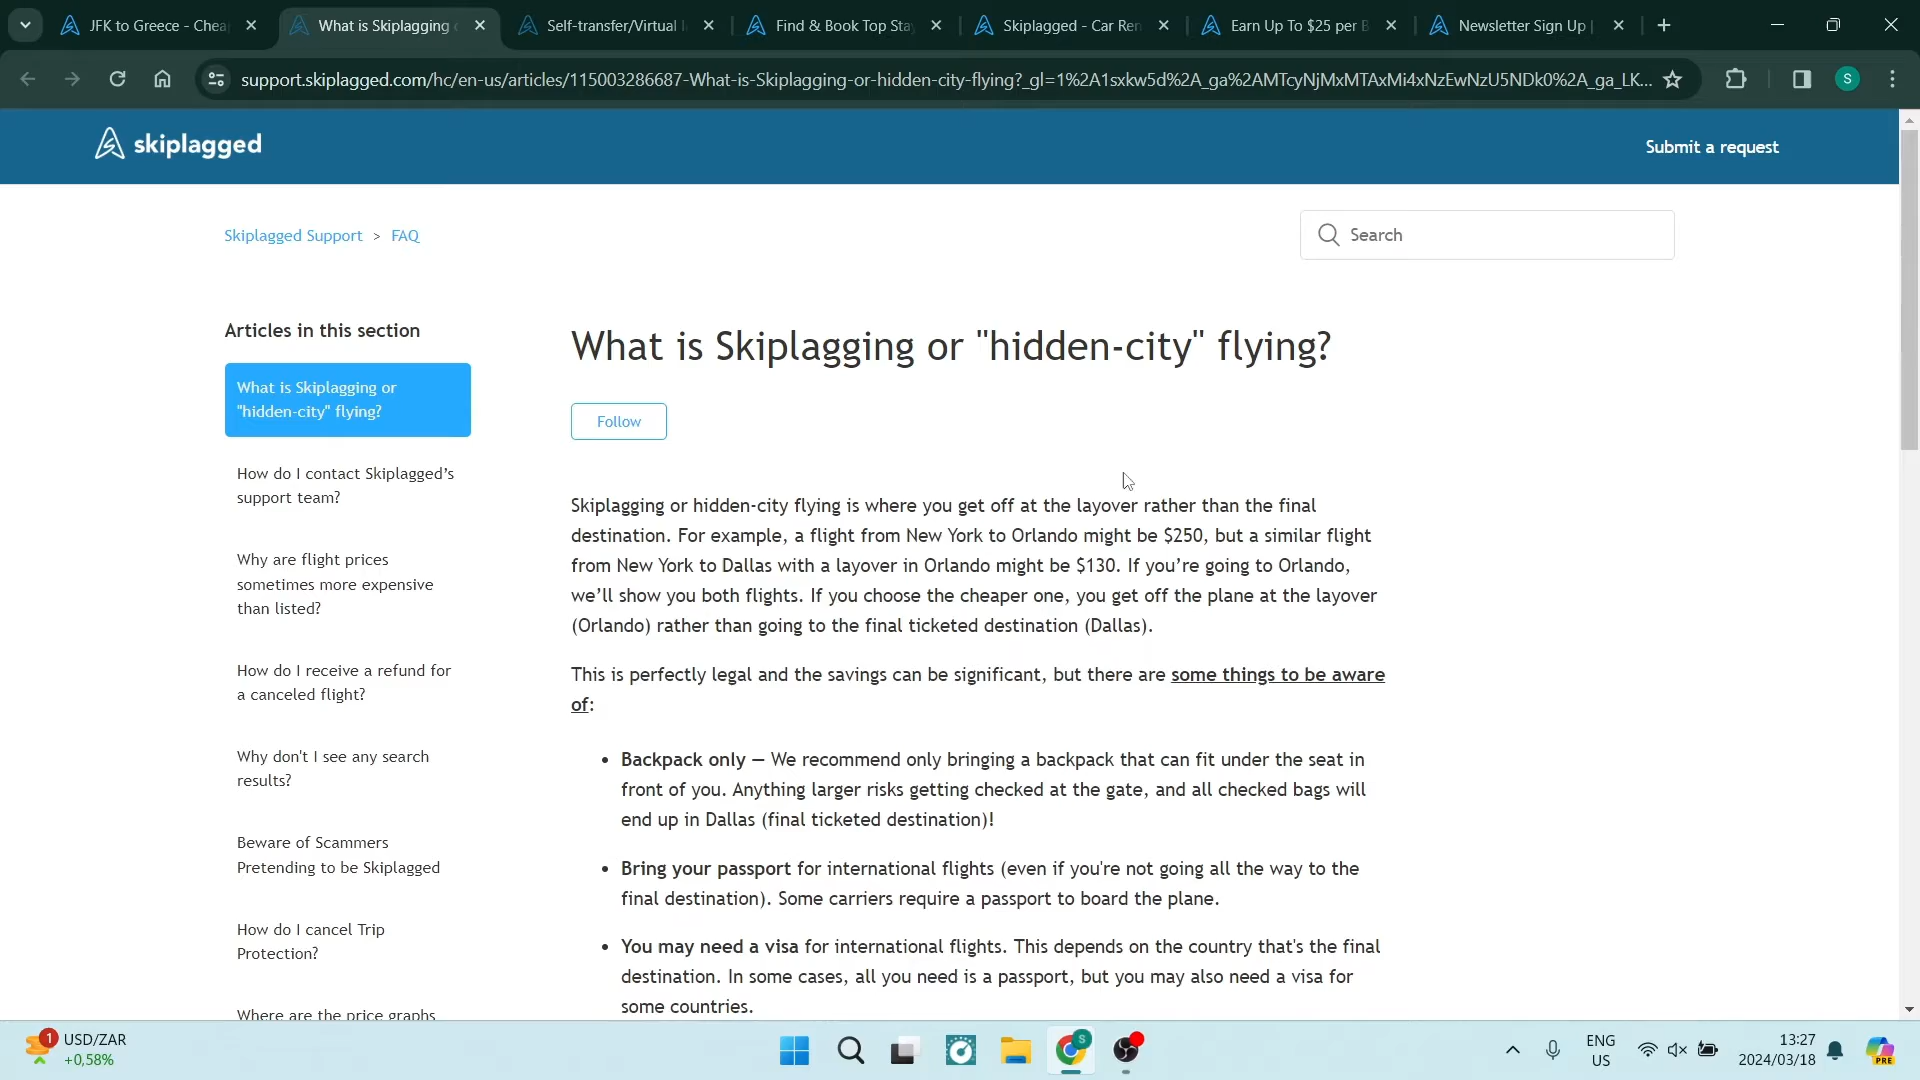 JFK to Greece - Chea
What is Skiplagging
Self-transfer/Virtual
Find & Book Top Sta
Skiplagged - Car Ren
Earn Up To $25 per B
Newsletter Sign Up |
support.skiplagged.com/hc/en-us/articles/115003286687-What-is-Skiplagging-or-hidden-city-flying?_gl=1%2A1sxkw5d%2A_ga%2AMTcyNjMxMTAxMi4xNzEwNzU5NDk0%2A_ga_LK...
S
skiplagged
Submit a request
Skiplagged Support > FAQ
Search
Articles in this section
What is Skiplagging or
"hidden-city" flying?
How do I contact Skiplagged’s
support team?
Why are flight prices
sometimes more expensive
than listed?
How do I receive a refund for
a canceled flight?
Why don't I see any search
results?
Beware of Scammers
Pretending to be Skiplagged
How do I cancel Trip
Protection?
Where are the price graphs
What is Skiplagging or "hidden-city" flying?
Follow
Skiplagging or hidden-city flying is where you get off at the layover rather than the final
destination. For example, a flight from New York to Orlando might be $250, but a similar flight
from New York to Dallas with a layover in Orlando might be $130. If you’re going to Orlando,
we’ll show you both flights. If you choose the cheaper one, you get off the plane at the layover
(Orlando) rather than going to the final ticketed destination (Dallas).
This is perfectly legal and the savings can be significant, but there are some things to be aware
of:
• Backpack only — We recommend only bringing a backpack that can fit under the seat in
front of you. Anything larger risks getting checked at the gate, and all checked bags will
end up in Dallas (final ticketed destination)!
• Bring your passport for international flights (even if you're not going all the way to the
final destination). Some carriers require a passport to board the plane.
• You may need a visa for international flights. This depends on the country that's the final
destination. In some cases, all you need is a passport, but you may also need a visa for
some countries.
1
USD/ZAR
+0,58%
S
ENG
US
13:27
2024/03/18
PRE